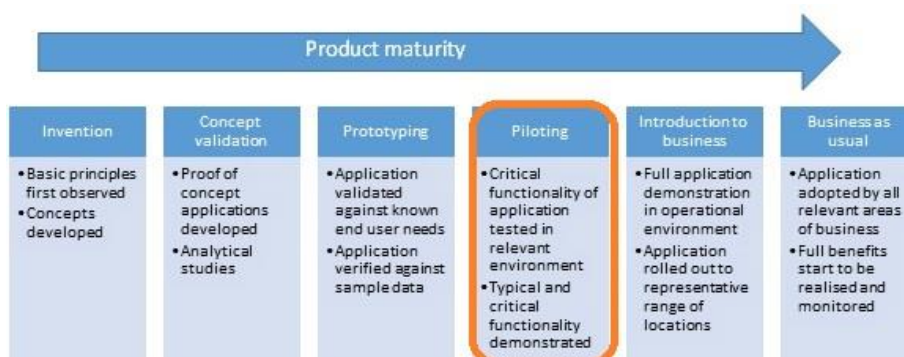 Product maturity
Invention
• Basic principles
first observed
• Concepts
developed
Concept
validation
• Proof of
concept
applications
developed
• Analytical
studies
Prototyping
• Application
validated
against known
end user needs
• Application
verified against
sample data
Piloting
• Critical
functionality of
application
tested in
relevant
environment
• Typical and
critical
functionality
demonstrated
Introduction to
business
• Full application
demonstration
in operational
environment
• Application
rolled out to
representative
range of
locations
Business as
usual
• Application
adopted by all
relevant areas
of business
• Full benefits
start to be
realised and
monitored